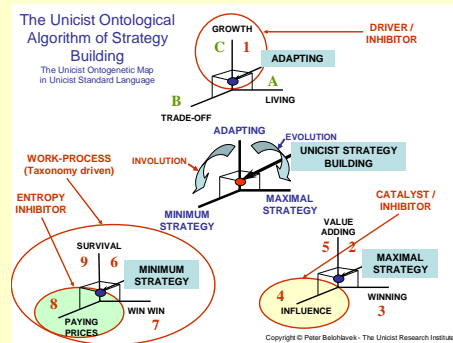 The Unicist Ontological
Algorithm of Strategy
Building
The Unicist Ontogenetic Map
in Unicist Standard Language
GROWTH
C 1
DRIVER /
INHIBITOR
ADAPTING
A
B
LIVING
TRADE-OFF
ADAPTING
EVOLUTION
INVOLUTION
UNICIST STRATEGY
BUILDING
MINIMUM
STRATEGY
MAXIMAL
STRATEGY
WORK-PROCESS
(Taxonomy driven)
ENTROPY
INHIBITOR
SURVIVAL
9 6
MINIMUM
STRATEGY
8
PAYING
PRICES
WIN WIN
7
CATALYST /
INHIBITOR
VALUE
ADDING
5 2
MAXIMAL
STRATEGY
4
INFLUENCE
WINNING
3
Copyright © Peter Belohlavek - The Unicist Research Institute